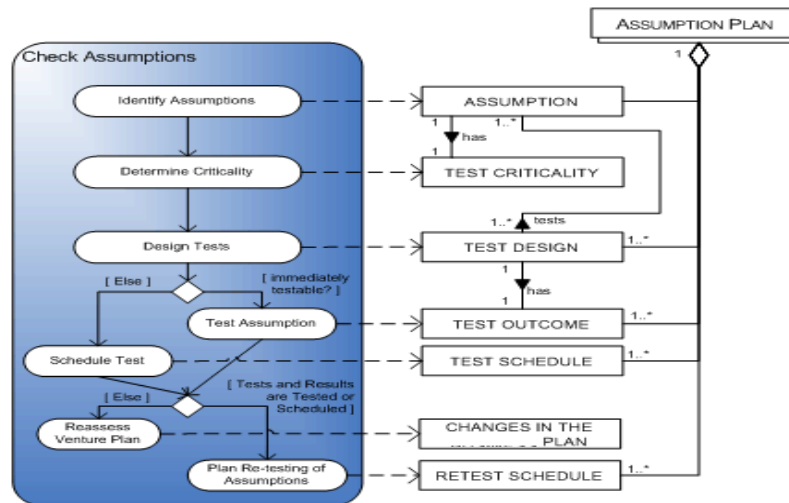 ASSUMPTION PLAN
1
Check Assumptions
Identify Assumptions
ASSUMPTION
1
1..*
has
1
Determine Criticality
TEST CRITICALITY
1..*
tests
Design Tests
TEST DESIGN
1..*
[ Else ]
[ immediately
testable? ]
1
has
1
Test Assumption
TEST OUTCOME
1..*
Schedule Test
TEST SCHEDULE
1..*
[ Else ]
[ Tests and Results
are Tested or
Scheduled ]
Reassess
Venture Plan
CHANGES IN THE
PLAN
Plan Re-testing of
Assumptions
RETEST SCHEDULE
1..*